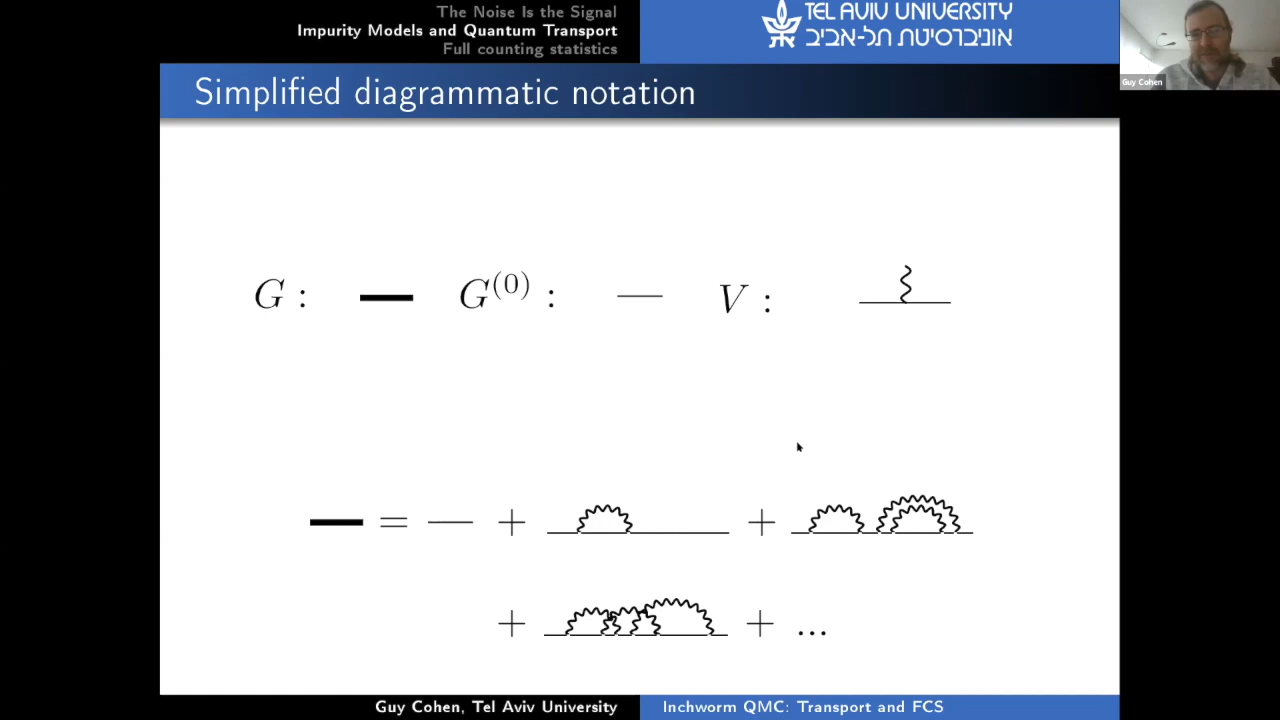 The Noise Is the Signal
Impurity Models and Quantum Transport
Full counting statistics
TEL AVIV UNIVERSITY
אוניברסיטת תל-אביב
Guy Cohen
Simplified diagrammatic notation
G : G^{(0)} : V :
= + +
+ + ...
Guy Cohen, Tel Aviv University
Inchworm QMC: Transport and FCS